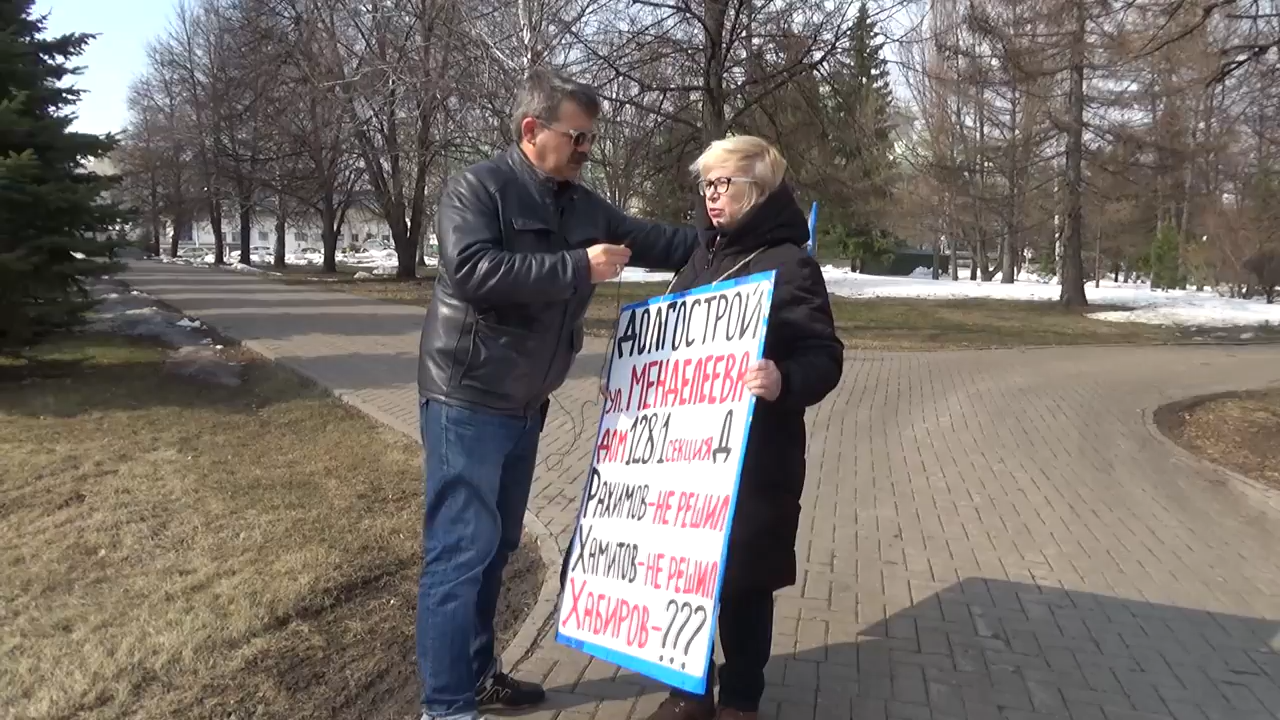 ДОЛГОСТРОЙ
ул. МЕНДЕЛЕЕВА
ДОМ 128/1 СЕКЦИЯ Д
РАХИМОВ-НЕ РЕШИЛ
ХАМИТОВ-НЕ РЕШИЛ
ХАБИРОВ-???